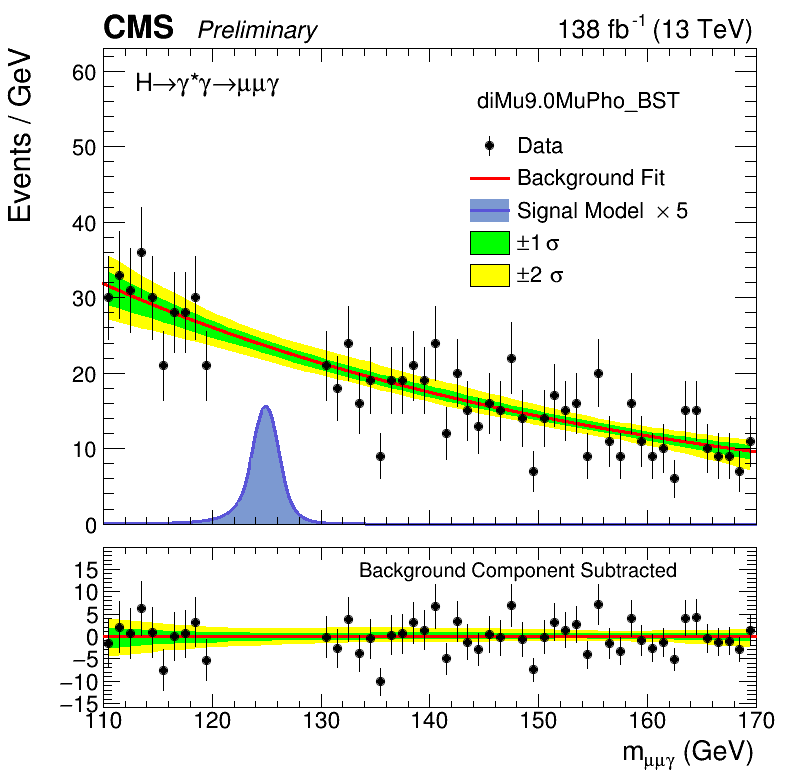 CMS Preliminary 138 fb⁻¹ (13 TeV)
Events / GeV
H→γ*γ→μμγ
diMu9.0MuPho_BST
Data
Background Fit
Signal Model × 5
±1 σ
±2 σ
60
50
40
30
20
10
0
Background Component Subtracted
15
10
5
0
−5
−10
−15
110 120 130 140 150 160 170
m_μμγ (GeV)